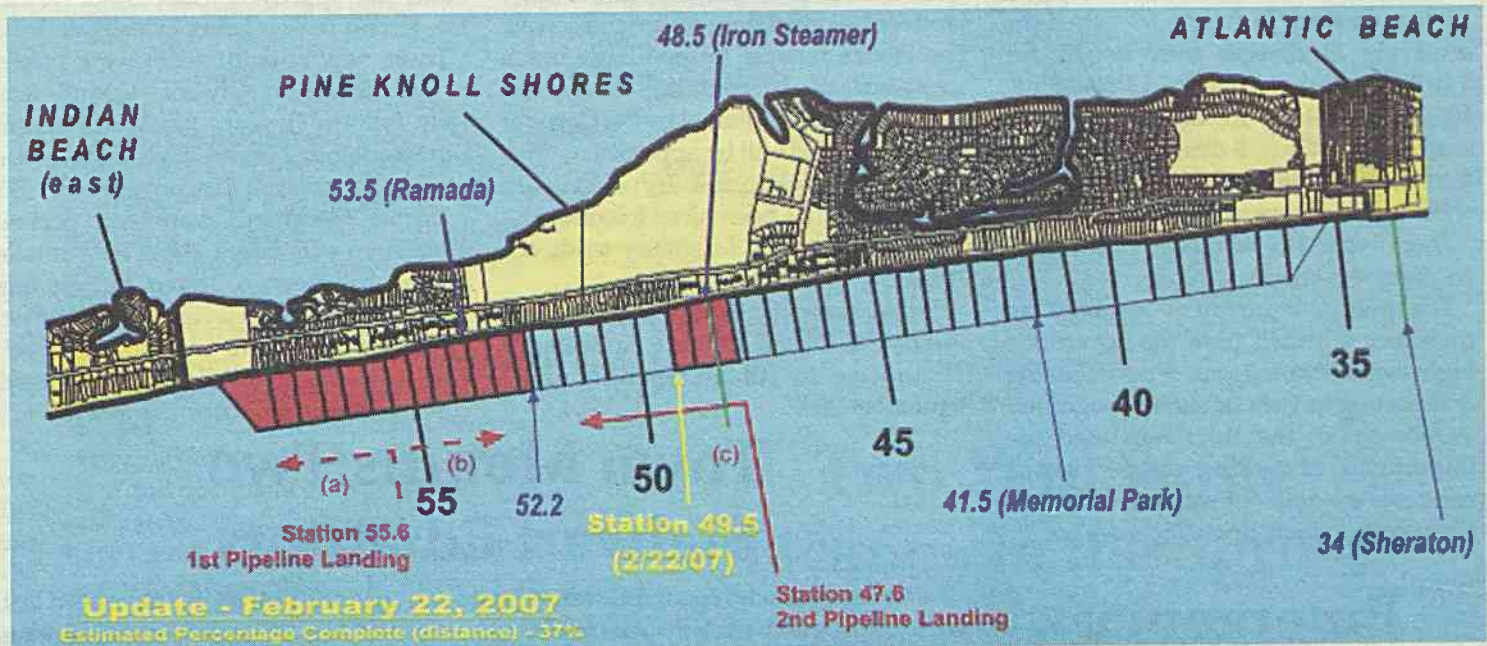 48.5 (Iron Steamer)
ATLANTIC BEACH
PINE KNOLL SHORES
INDIAN
BEACH
(east)
53.5 (Ramada)
35
40
45
50
55
(a)
(b)
(c)
52.2
41.5 (Memorial Park)
34 (Sheraton)
Station 49.5
(2/22/07)
Station 55.6
1st Pipeline Landing
Station 47.6
2nd Pipeline Landing
Update - February 22, 2007
Estimated Percentage Complete (distance) - 37%